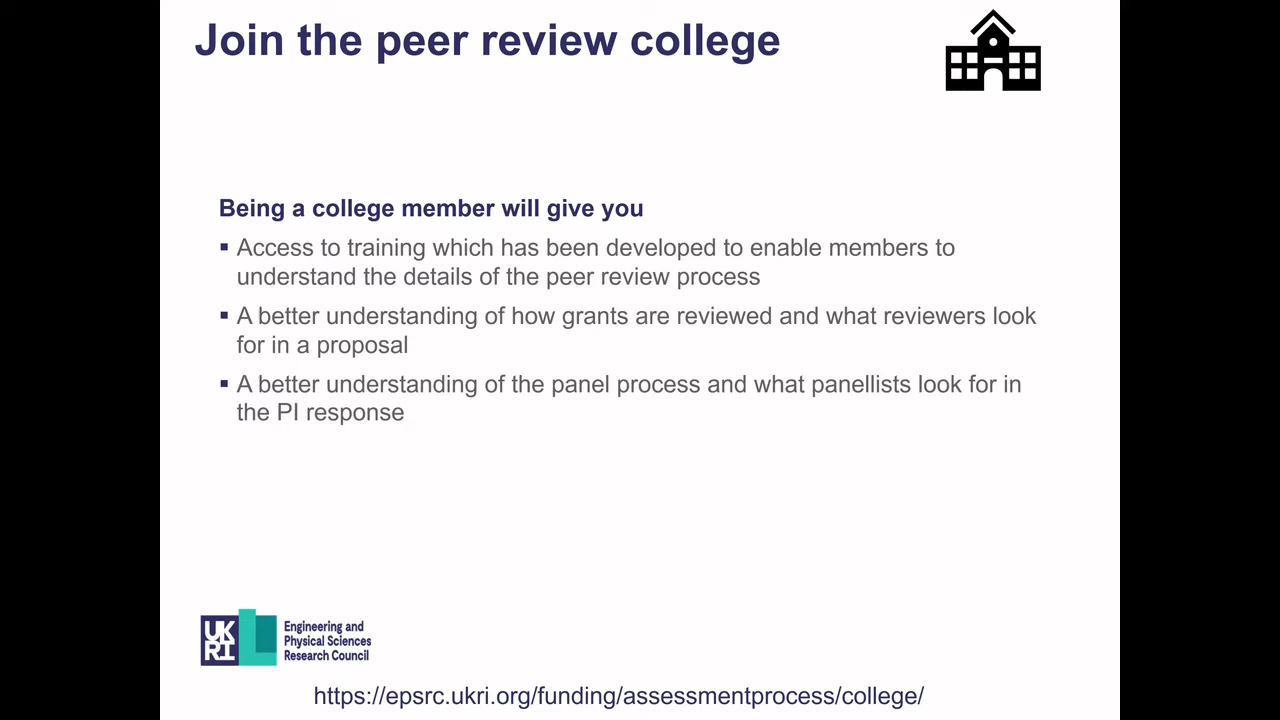 Join the peer review college
Being a college member will give you
▪ Access to training which has been developed to enable members to
understand the details of the peer review process
▪ A better understanding of how grants are reviewed and what reviewers look
for in a proposal
▪ A better understanding of the panel process and what panellists look for in
the PI response
UK
RI
Engineering and
Physical Sciences
Research Council
https://epsrc.ukri.org/funding/assessmentprocess/college/